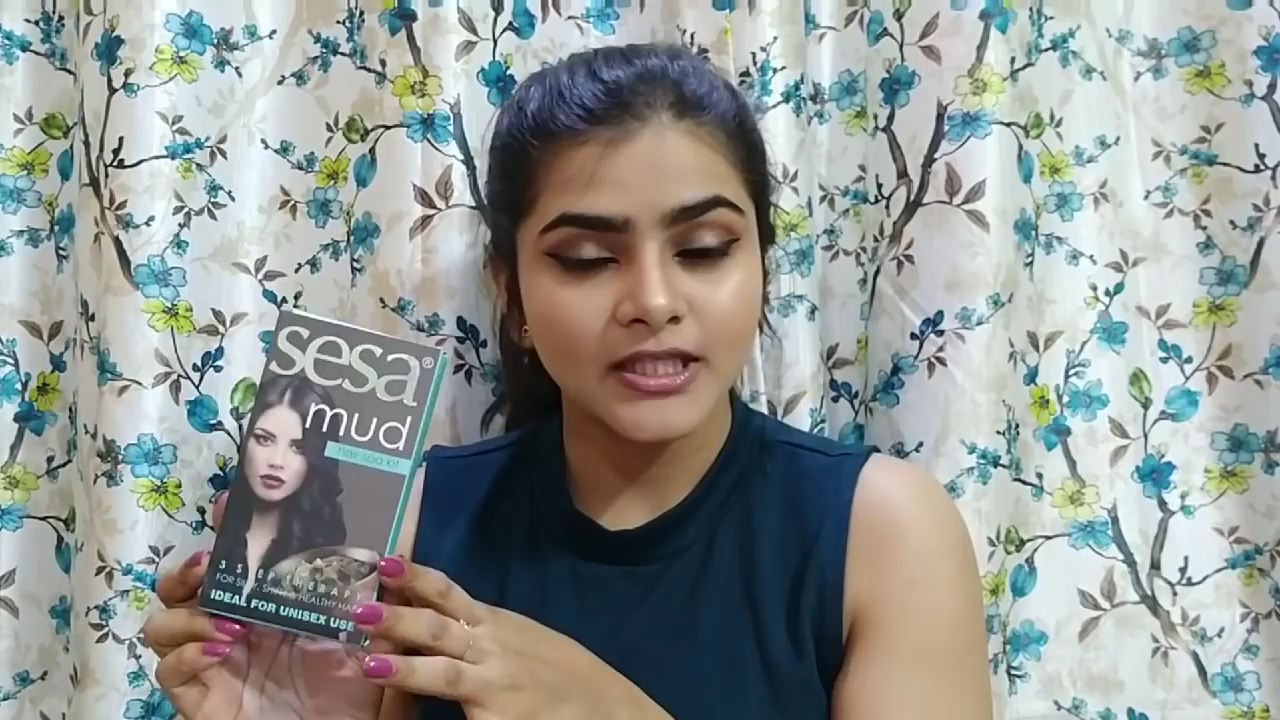 sesa®
mud
hair spa kit
3 STEP THERAPY
FOR SILKY, SHINY & HEALTHY HAIR
IDEAL FOR UNISEX USE